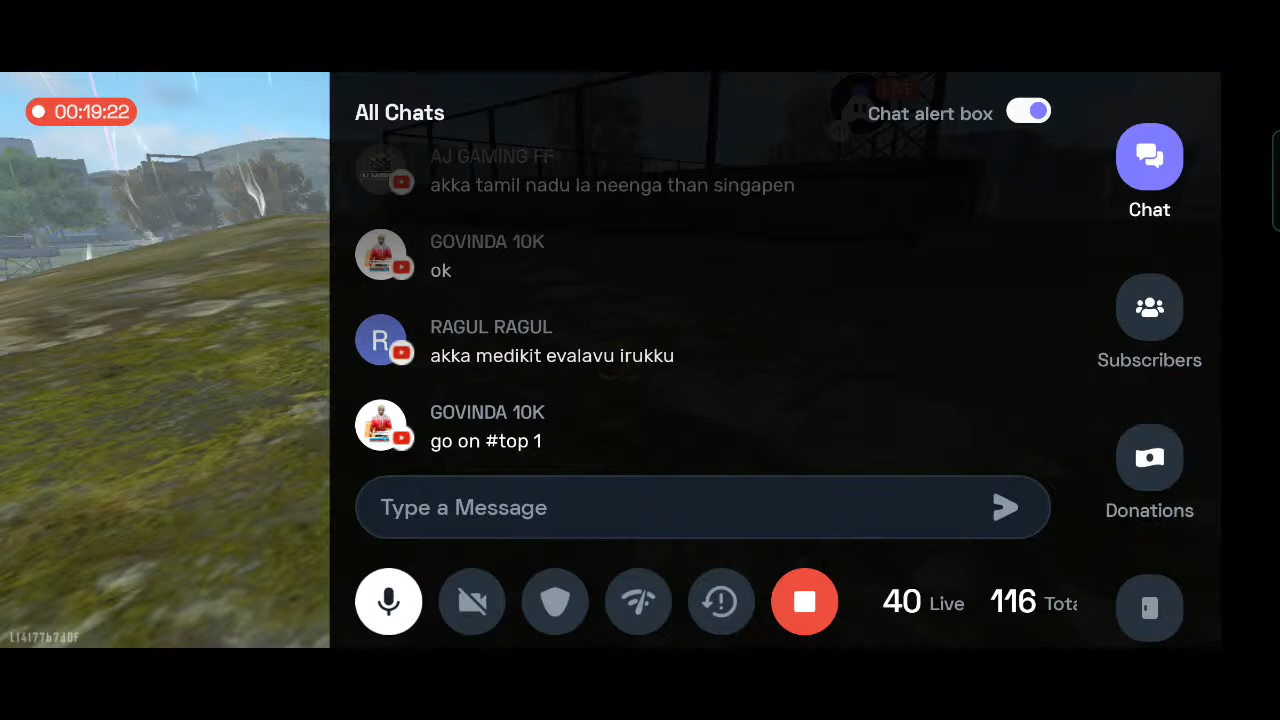 00:19:22
All Chats
Chat alert box
AJ GAMING FF
akka tamil nadu la neenga than singapen
GOVINDA 10K
ok
R
RAGUL RAGUL
akka medikit evalavu irukku
GOVINDA 10K
go on #top 1
Type a Message
40 Live 116 Tota
Chat
Subscribers
Donations